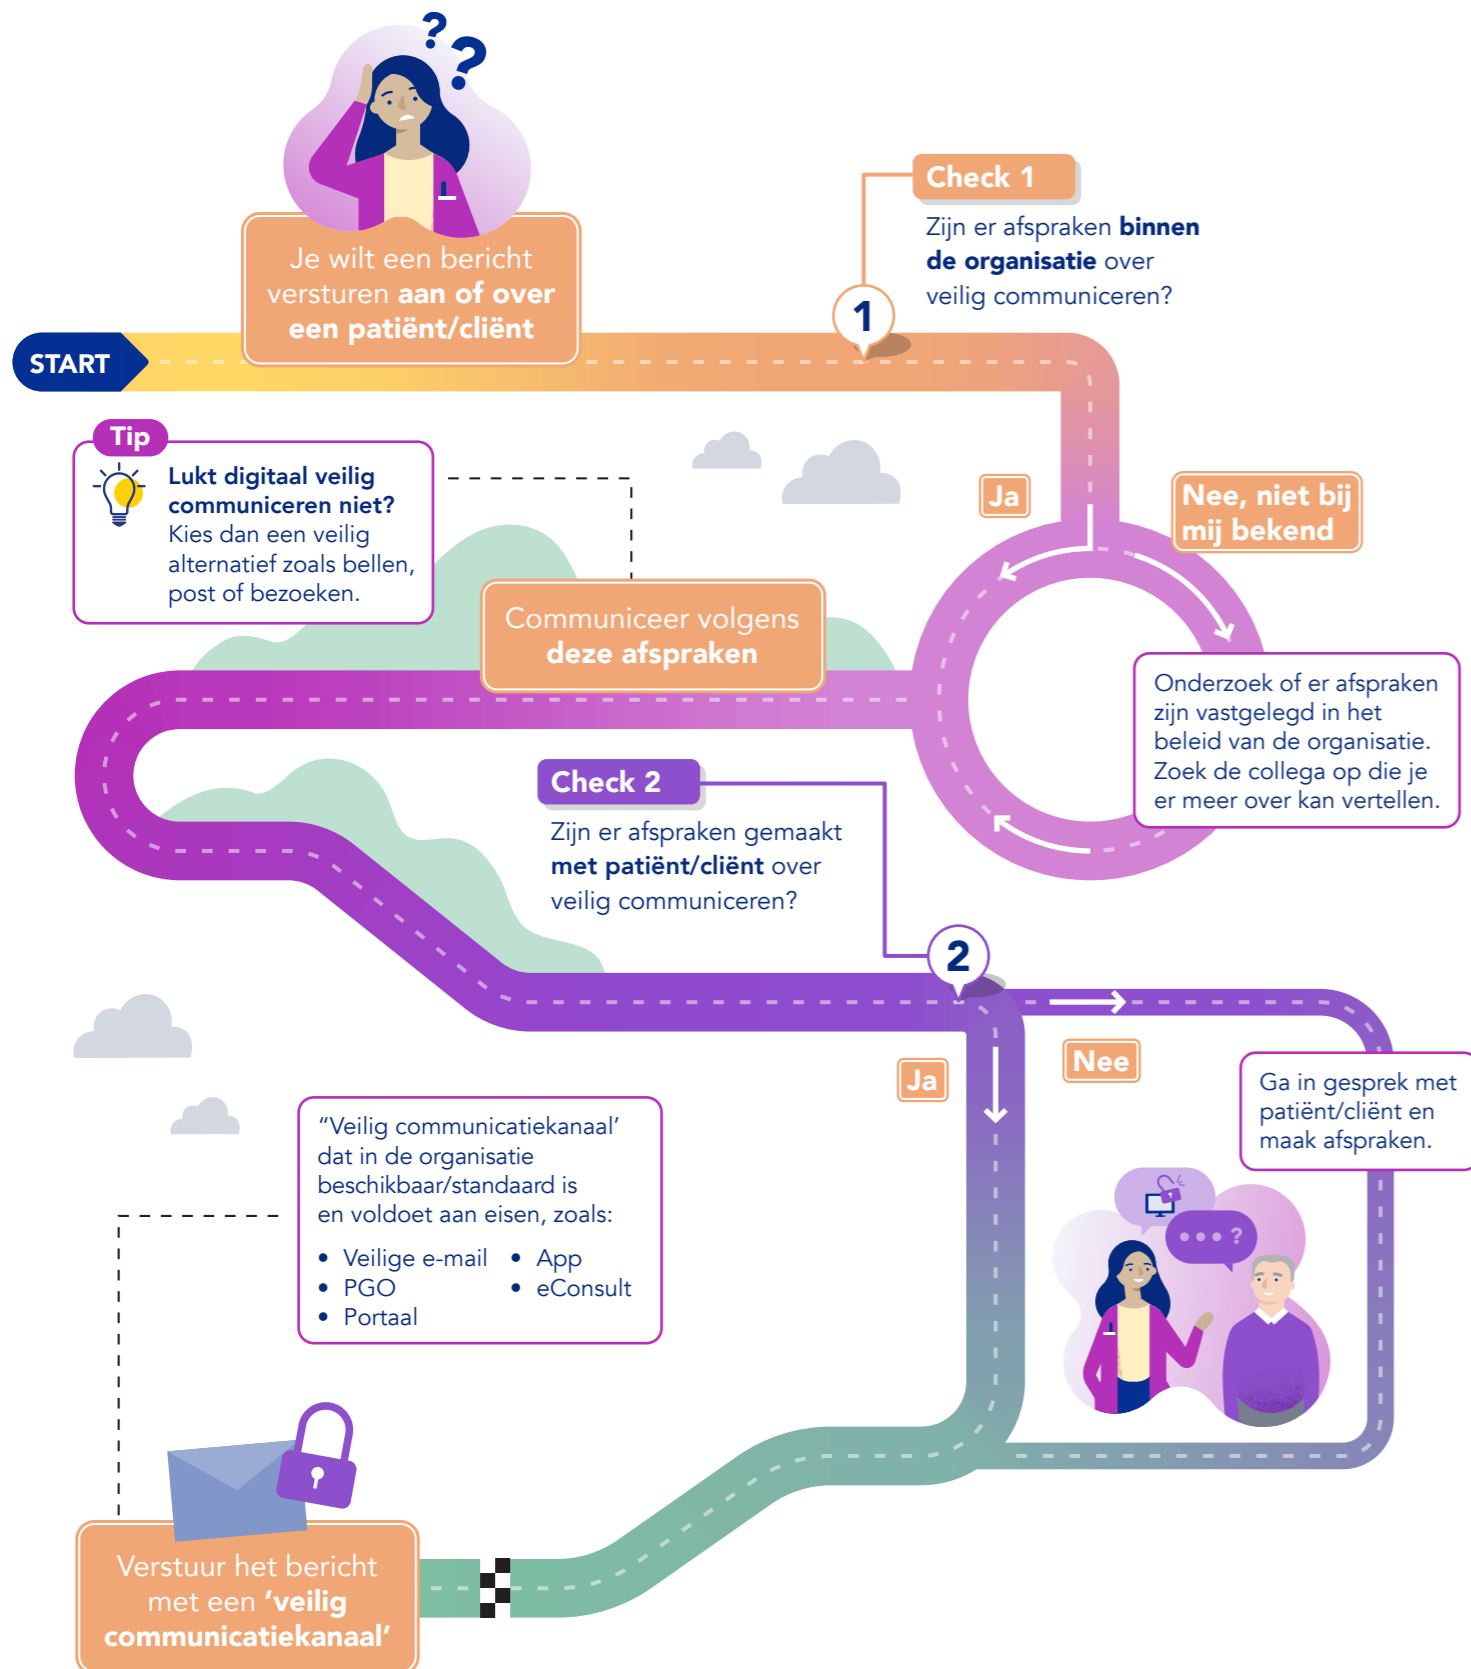 ??
Je wilt een bericht
versturen aan of over
een patiënt/cliënt
START
Check 1
Zijn er afspraken binnen
de organisatie over
veilig communiceren?
1
Tip
Lukt digitaal veilig
communiceren niet?
Kies dan een veilig
alternatief zoals bellen,
post of bezoeken.
Ja
Nee, niet bij
mij bekend
Communiceer volgens
deze afspraken
Onderzoek of er afspraken
zijn vastgelegd in het
beleid van de organisatie.
Zoek de collega op die je
er meer over kan vertellen.
Check 2
Zijn er afspraken gemaakt
met patiënt/cliënt over
veilig communiceren?
2
Ja
Nee
Ga in gesprek met
patiënt/cliënt en
maak afspraken.
?
“Veilig communicatiekanaal’
dat in de organisatie
beschikbaar/standaard is
en voldoet aan eisen, zoals:
• Veilige e-mail • App
• PGO • eConsult
• Portaal
Verstuur het bericht
met een ‘veilig
communicatiekanaal’